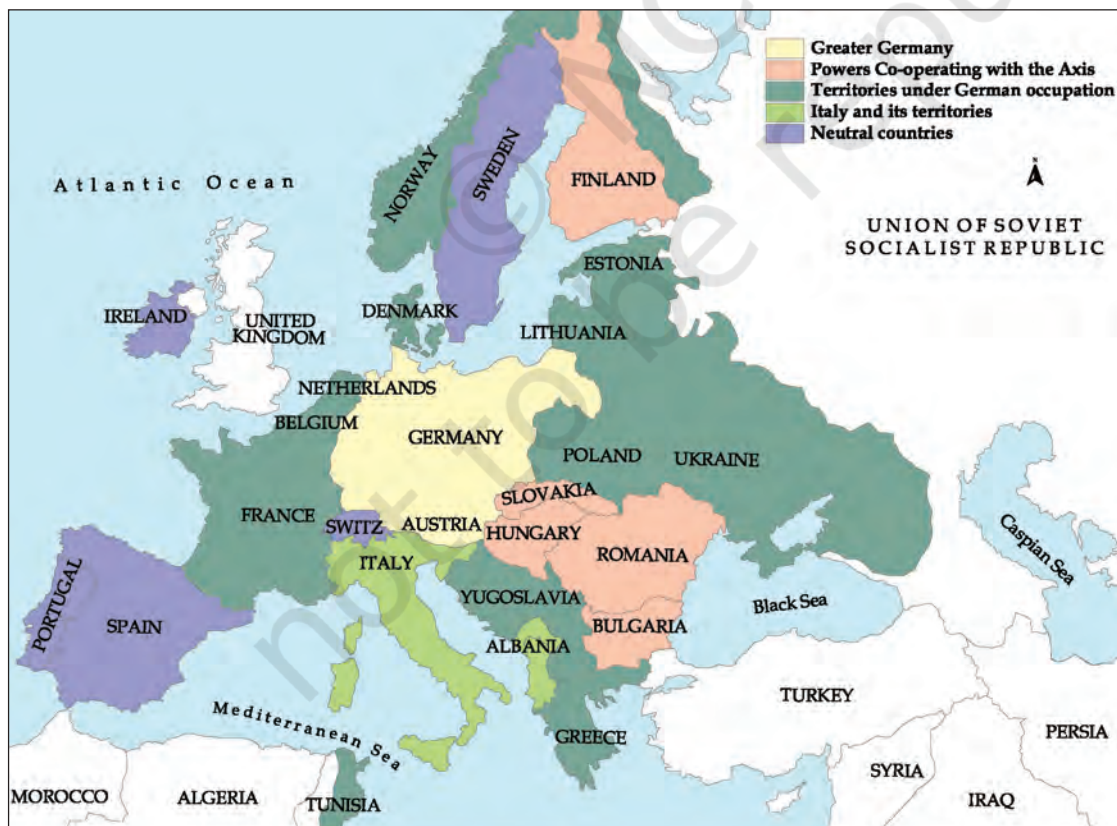 Greater Germany
Powers Co-operating with the Axis
Territories under German occupation
Italy and its territories
Neutral countries
N
UNION OF SOVIET
SOCIALIST REPUBLIC
Atlantic Ocean
NORWAY
SWEDEN
FINLAND
ESTONIA
IRELAND
UNITED
KINGDOM
DENMARK
LITHUANIA
NETHERLANDS
BELGIUM
GERMANY
POLAND
UKRAINE
SLOVAKIA
FRANCE
SWITZ
AUSTRIA
HUNGARY
ROMANIA
ITALY
Caspian Sea
PORTUGAL
SPAIN
YUGOSLAVIA
Black Sea
BULGARIA
ALBANIA
TURKEY
Mediterranean Sea
GREECE
PERSIA
SYRIA
IRAQ
MOROCCO
ALGERIA
TUNISIA
not to be
©